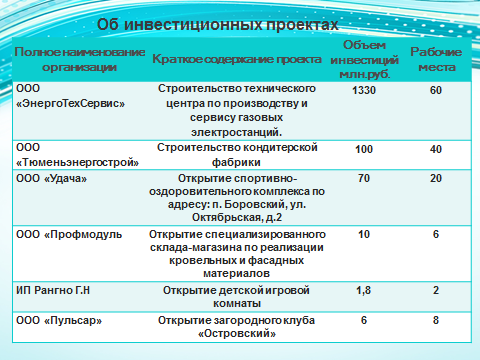 Об инвестиционных проектах
Полное наименование организации
Краткое содержание проекта
Объем инвестиций млн.руб.
Рабочие места
ООО «ЭнергоТехСервис»
Строительство технического центра по производству и сервису газовых электростанций.
1330
60
ООО «Тюменьэнергострой»
Строительство кондитерской фабрики
100
40
ООО «Удача»
Открытие спортивно-оздоровительного комплекса по адресу: п. Боровский, ул. Октябрьская, д.2
70
20
ООО «Профмодуль
Открытие специализированного склада-магазина по реализации кровельных и фасадных материалов
10
6
ИП Рангно Г.Н
Открытие детской игровой комнаты
1,8
2
ООО «Пульсар»
Открытие загородного клуба «Островский»
6
8